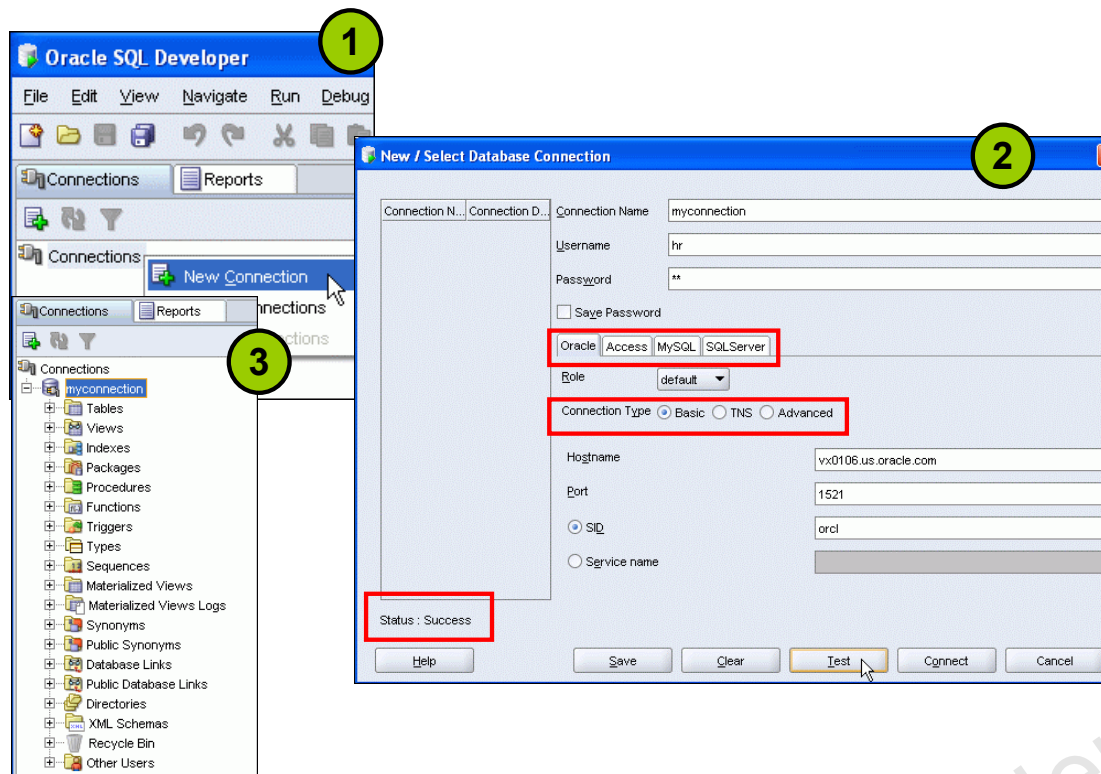 1
Oracle SQL Developer
File Edit View Navigate Run Debug
Connections Reports
Connections
New Connection
nnections
ctions
2
New / Select Database Connection
Connection N... Connection D...
Connection Name myconnection
Username hr
Password **
Save Password
Oracle Access MySQL SQLServer
Role default
Connection Type Basic TNS Advanced
Hostname vx0106.us.oracle.com
Port 1521
SID orcl
Service name
Status : Success
Help Save Clear Test Connect Cancel
3
Connections Reports
Connections
myconnection
Tables
Views
Indexes
Packages
Procedures
Functions
Triggers
Types
Sequences
Materialized Views
Materialized Views Logs
Synonyms
Public Synonyms
Database Links
Public Database Links
Directories
XML Schemas
Recycle Bin
Other Users